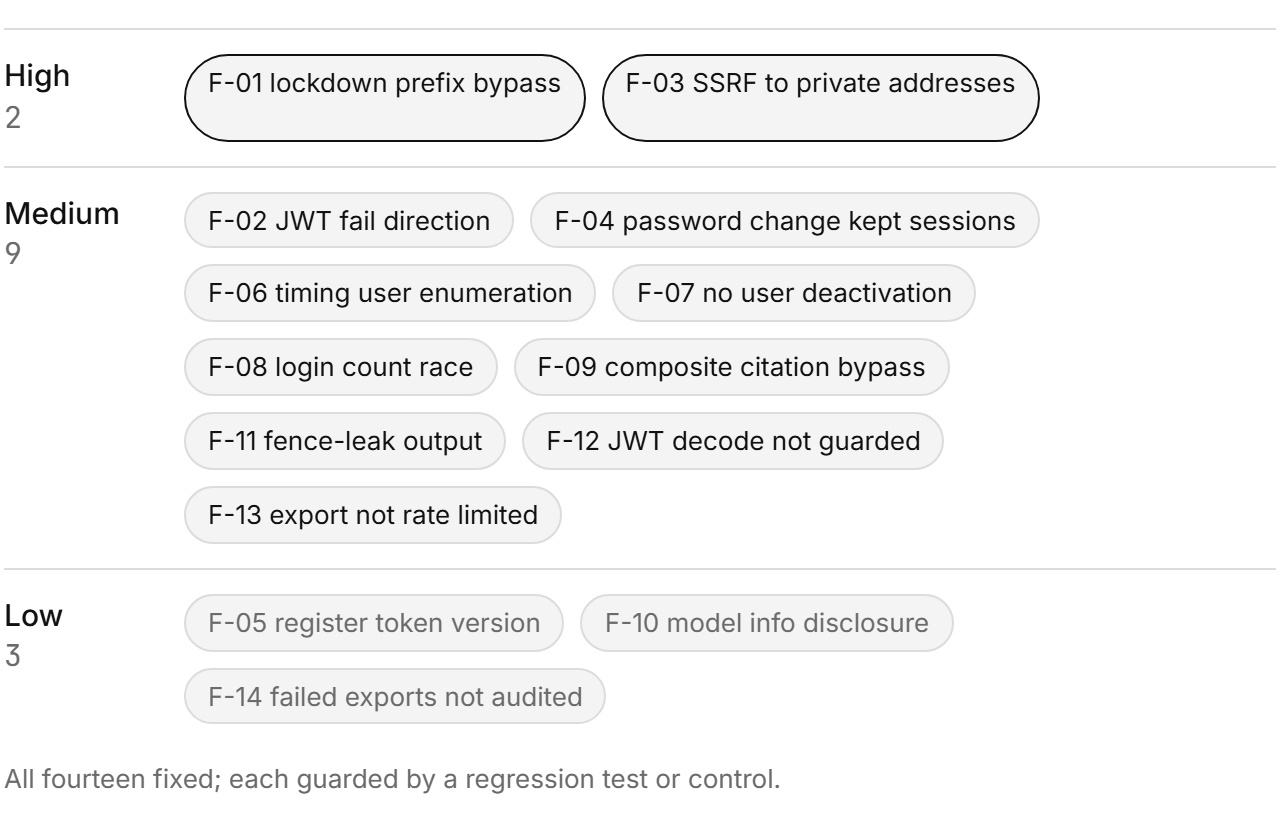 High
2
F-01 lockdown prefix bypass
F-03 SSRF to private addresses
Medium
9
F-02 JWT fail direction
F-04 password change kept sessions
F-06 timing user enumeration
F-07 no user deactivation
F-08 login count race
F-09 composite citation bypass
F-11 fence-leak output
F-12 JWT decode not guarded
F-13 export not rate limited
Low
3
F-05 register token version
F-10 model info disclosure
F-14 failed exports not audited
All fourteen fixed; each guarded by a regression test or control.